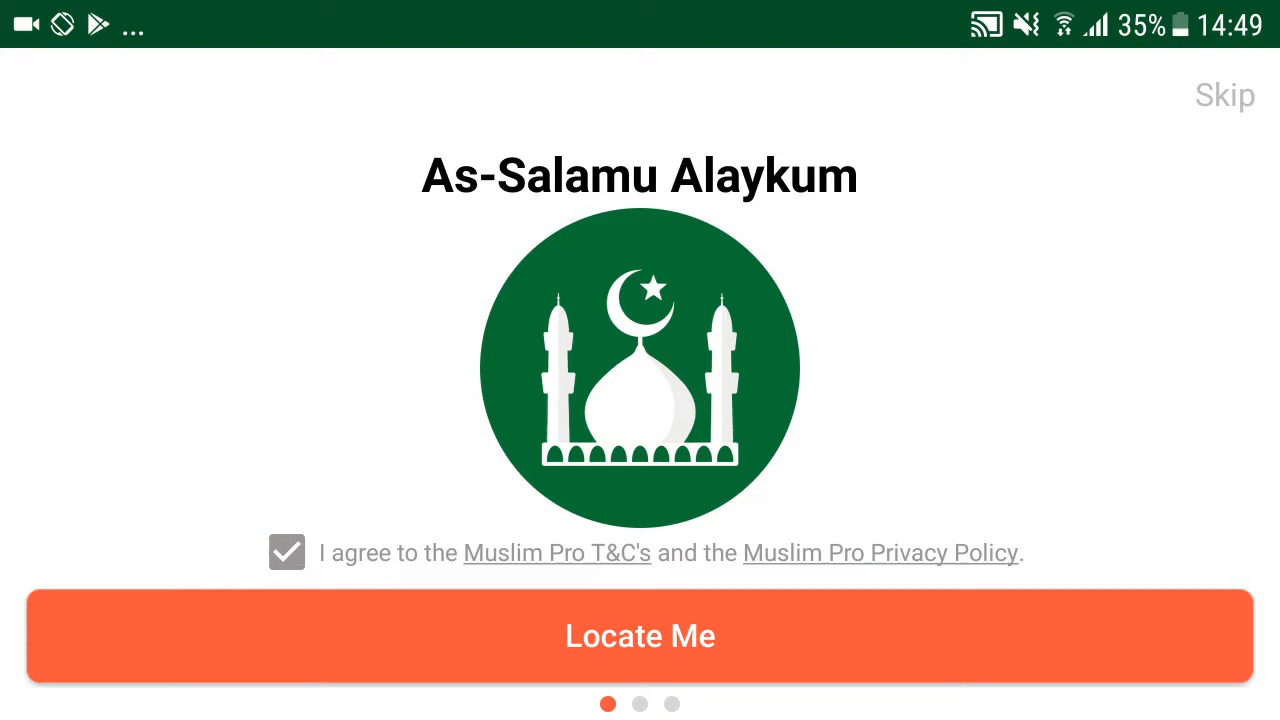 ... 35% 14:49
Skip
As-Salamu Alaykum
I agree to the Muslim Pro T&C's and the Muslim Pro Privacy Policy.
Locate Me